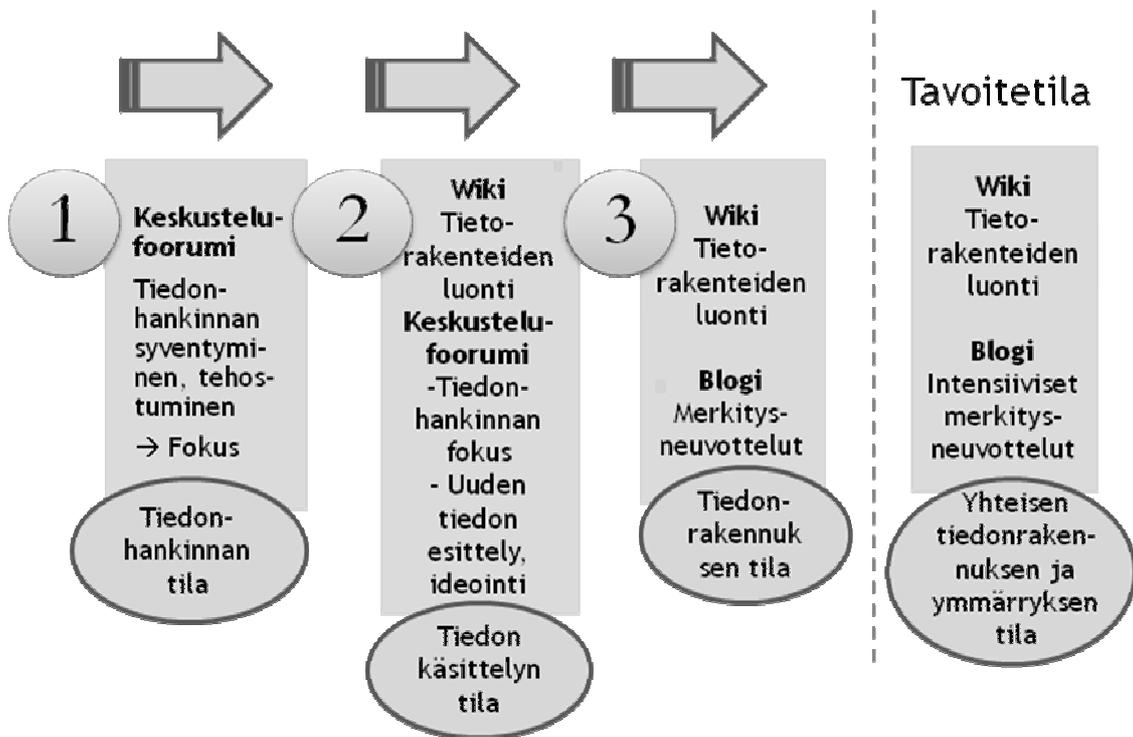 1
Keskustelu-
foorumi
Tiedon-
hankinnan
syventymi-
nen, tehos-
tuminen
→ Fokus
Tiedon-
hankinnan
tila
2
Wiki
Tieto-
rakenteiden
luonti
Keskustelu-
foorumi
-Tiedon-
hankinnan
fokus
- Uuden
tiedon
esittely,
ideointi
Tiedon
käsittelyn
tila
3
Wiki
Tieto-
rakenteiden
luonti
Blogi
Merkitys-
neuvottelut
Tiedon-
rakennuk
sen tila
Tavoitetila
Wiki
Tieto-
rakenteiden
luonti
Blogi
Intensiiviset
merkitys-
neuvottelut
Yhteisen
tiedonraken-
nuksen ja
ymmärryksen
tila